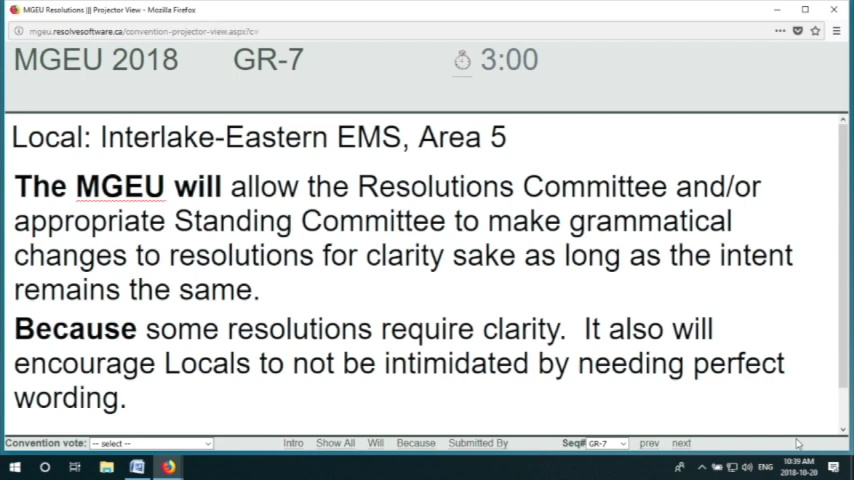 MGEU Resolutions ||| Projector View - Mozilla Firefox
mgeu.resolvesoftware.ca/convention-projector-view.aspx?c=
MGEU 2018 GR-7 3:00
Local: Interlake-Eastern EMS, Area 5
The MGEU will allow the Resolutions Committee and/or
appropriate Standing Committee to make grammatical
changes to resolutions for clarity sake as long as the intent
remains the same.
Because some resolutions require clarity.  It also will
encourage Locals to not be intimidated by needing perfect
wording.
Convention vote: -- select -- Intro Show All Will Because Submitted By Seq# GR-7 prev next
ENG 10:39 AM
2018-10-20